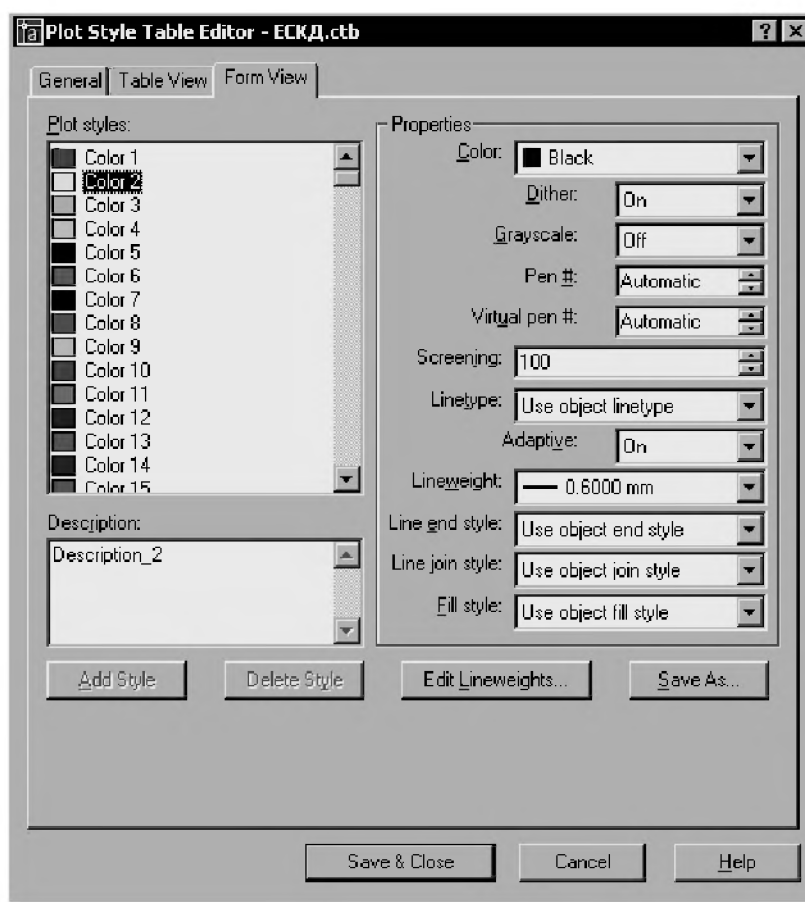 Plot Style Table Editor - ЕСКД.ctb
General Table View Form View
Plot styles:
Color 1
Color 2
Color 3
Color 4
Color 5
Color 6
Color 7
Color 8
Color 9
Color 10
Color 11
Color 12
Color 13
Color 14
Color 15
Description:
Description_2
Properties
Color: Black
Dither: On
Grayscale: Off
Pen #: Automatic
Virtual pen #: Automatic
Screening: 100
Linetype: Use object linetype
Adaptive: On
Lineweight: 0.6000 mm
Line end style: Use object end style
Line join style: Use object join style
Fill style: Use object fill style
Add Style Delete Style Edit Lineweights... Save As...
Save & Close Cancel Help